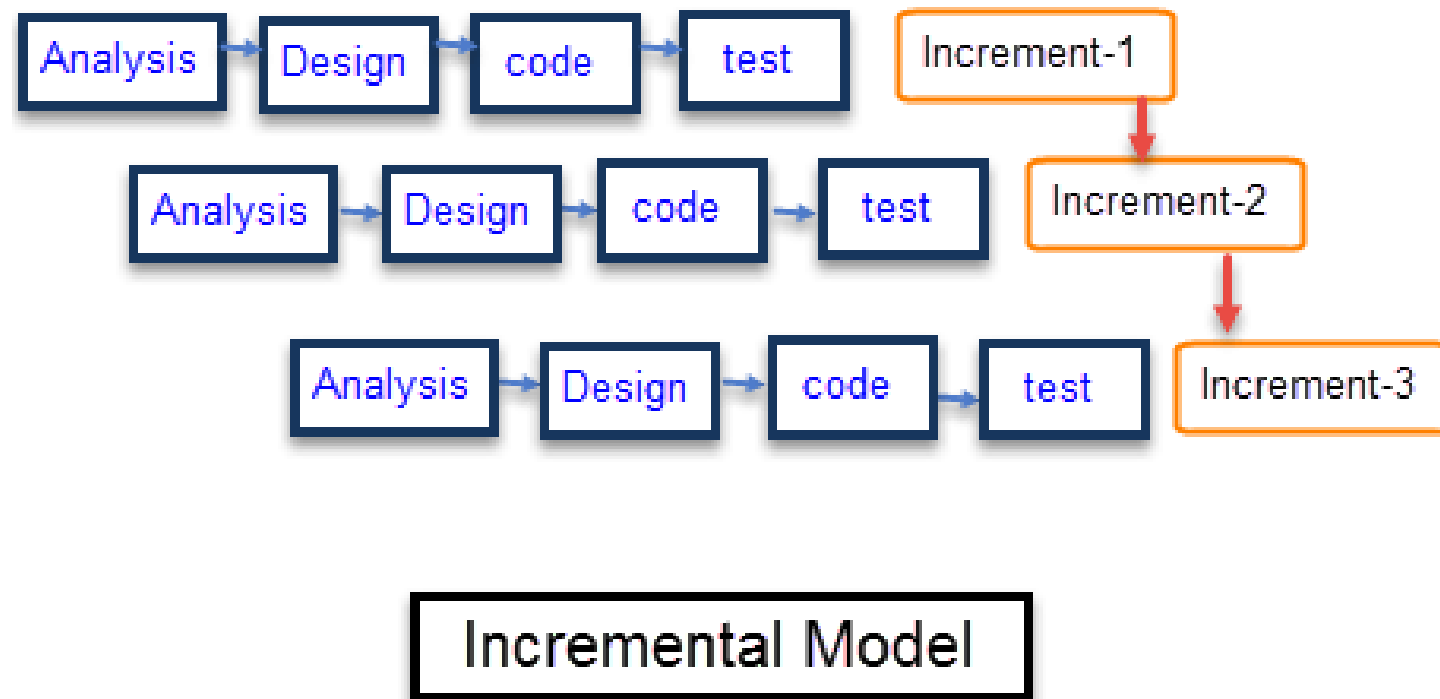 Analysis Design code test Increment-1
Analysis Design code test Increment-2
Analysis Design code test Increment-3
Incremental Model